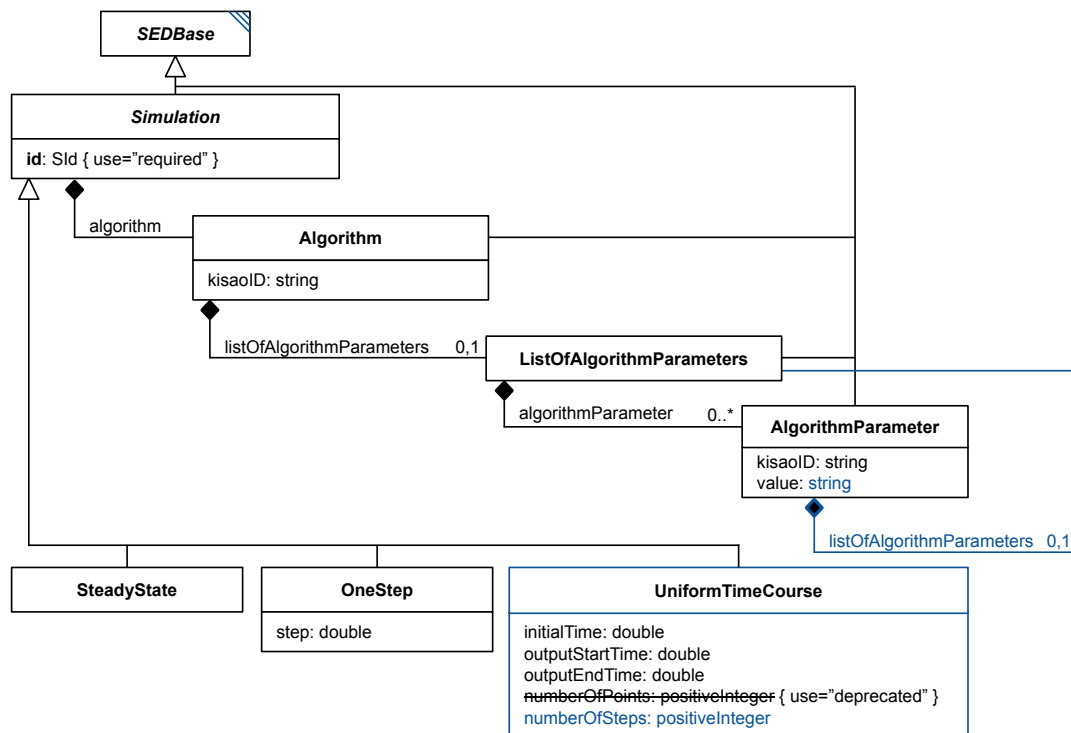 SEDBase
Simulation
id: SId { use=”required” }
algorithm
Algorithm
kisaoID: string
listOfAlgorithmParameters 0,1
ListOfAlgorithmParameters
algorithmParameter 0..*
AlgorithmParameter
kisaoID: string
value: string
listOfAlgorithmParameters 0,1
SteadyState
OneStep
step: double
UniformTimeCourse
initialTime: double
outputStartTime: double
outputEndTime: double
numberOfPoints: positiveInteger { use=”deprecated” }
numberOfSteps: positiveInteger